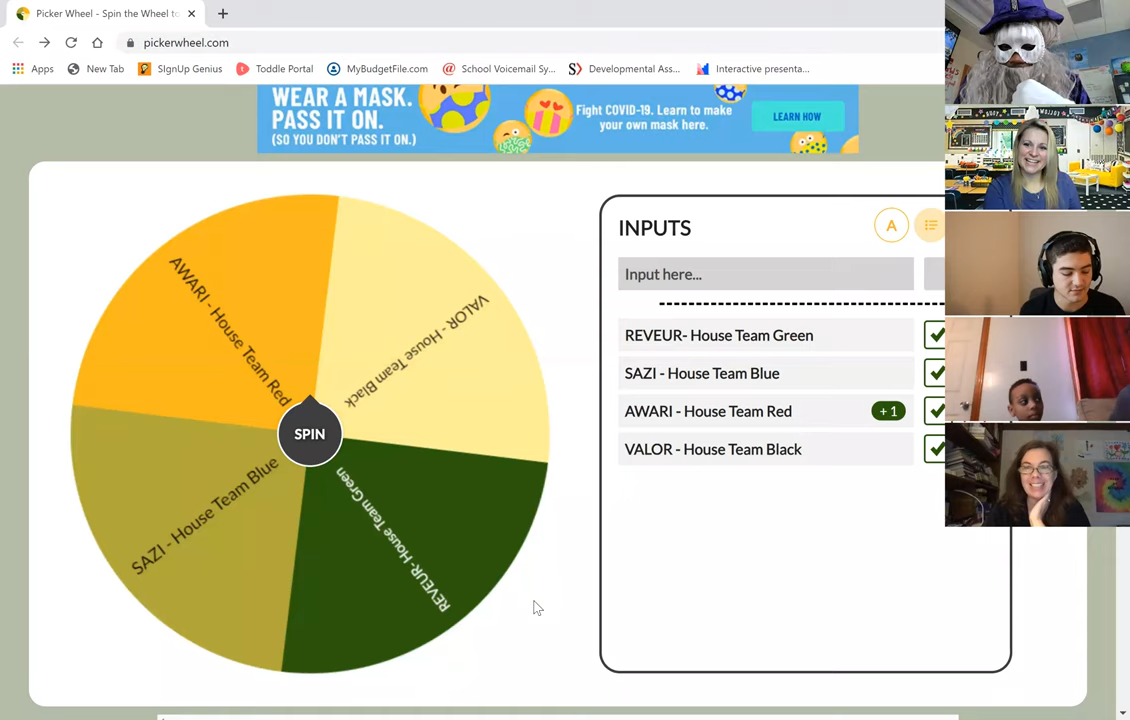 Picker Wheel - Spin the Wheel to
pickerwheel.com
Apps
New Tab
SIgnUp Genius
Toddle Portal
MyBudgetFile.com
School Voicemail Sy...
Developmental Ass...
Interactive presenta...
WEAR A MASK.
PASS IT ON.
(SO YOU DON'T PASS IT ON.)
Fight COVID-19. Learn to make
your own mask here.
LEARN HOW
AWARI - House Team Red
VALOR - House Team Black
SAZI - House Team Blue
REVEUR- House Team Green
SPIN
INPUTS
A
Input here...
REVEUR- House Team Green
SAZI - House Team Blue
AWARI - House Team Red
+ 1
VALOR - House Team Black